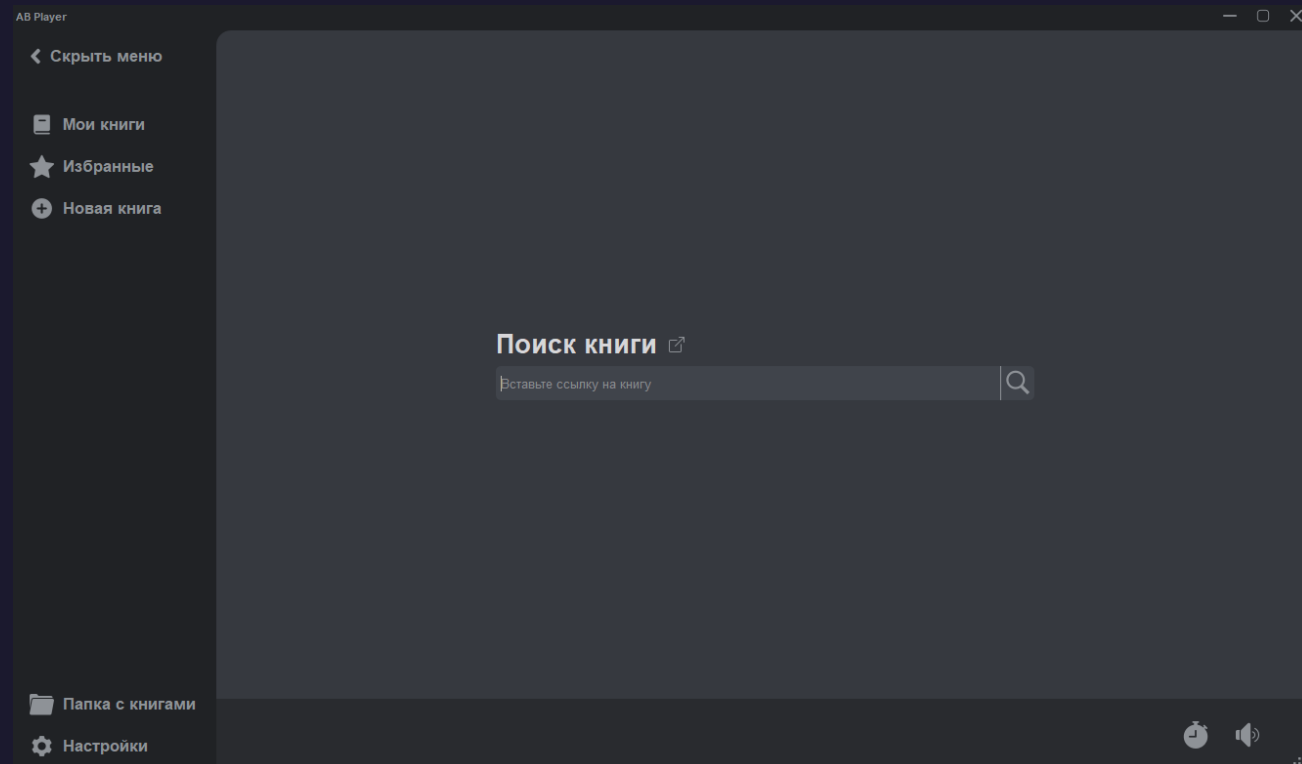 AB Player
Скрыть меню
Мои книги
Избранные
Новая книга
Поиск книги
Вставьте ссылку на книгу
Папка с книгами
Настройки